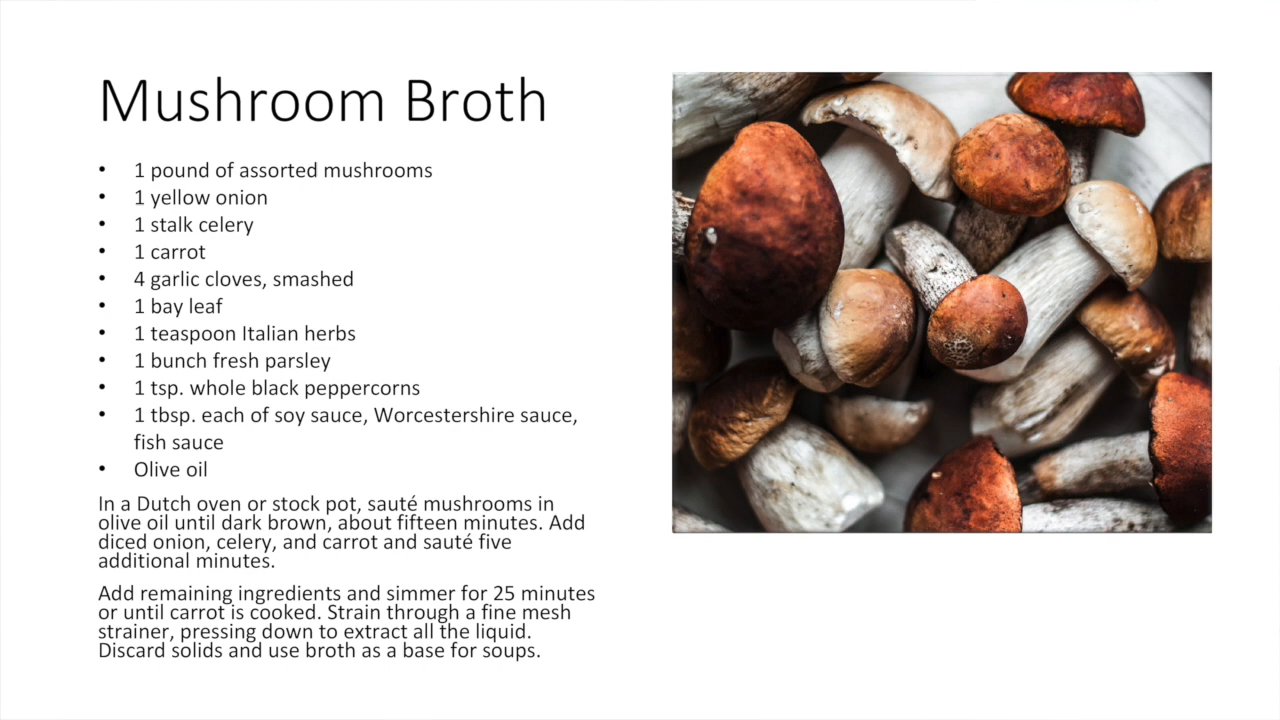 Mushroom Broth
• 1 pound of assorted mushrooms
• 1 yellow onion
• 1 stalk celery
• 1 carrot
• 4 garlic cloves, smashed
• 1 bay leaf
• 1 teaspoon Italian herbs
• 1 bunch fresh parsley
• 1 tsp. whole black peppercorns
• 1 tbsp. each of soy sauce, Worcestershire sauce,
fish sauce
• Olive oil
In a Dutch oven or stock pot, sauté mushrooms in
olive oil until dark brown, about fifteen minutes. Add
diced onion, celery, and carrot and sauté five
additional minutes.
Add remaining ingredients and simmer for 25 minutes
or until carrot is cooked. Strain through a fine mesh
strainer, pressing down to extract all the liquid.
Discard solids and use broth as a base for soups.